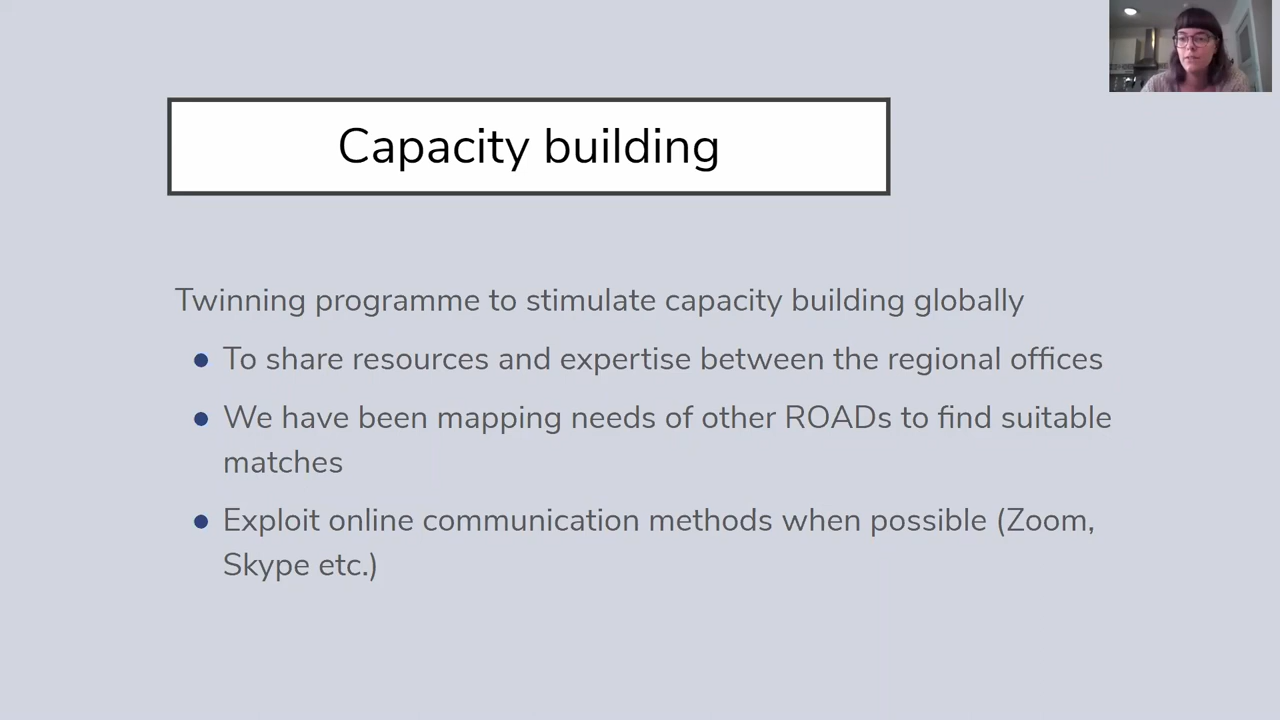 Capacity building
Twinning programme to stimulate capacity building globally
● To share resources and expertise between the regional offices
● We have been mapping needs of other ROADs to find suitable
matches
● Exploit online communication methods when possible (Zoom,
Skype etc.)